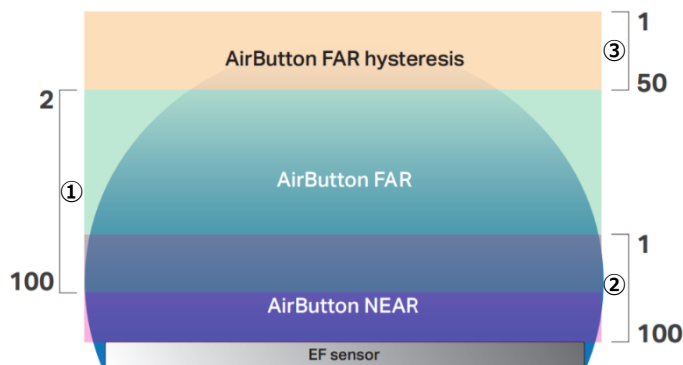 AirButton FAR hysteresis
1
③
50
2
①
AirButton FAR
100
1
②
AirButton NEAR
100
EF sensor